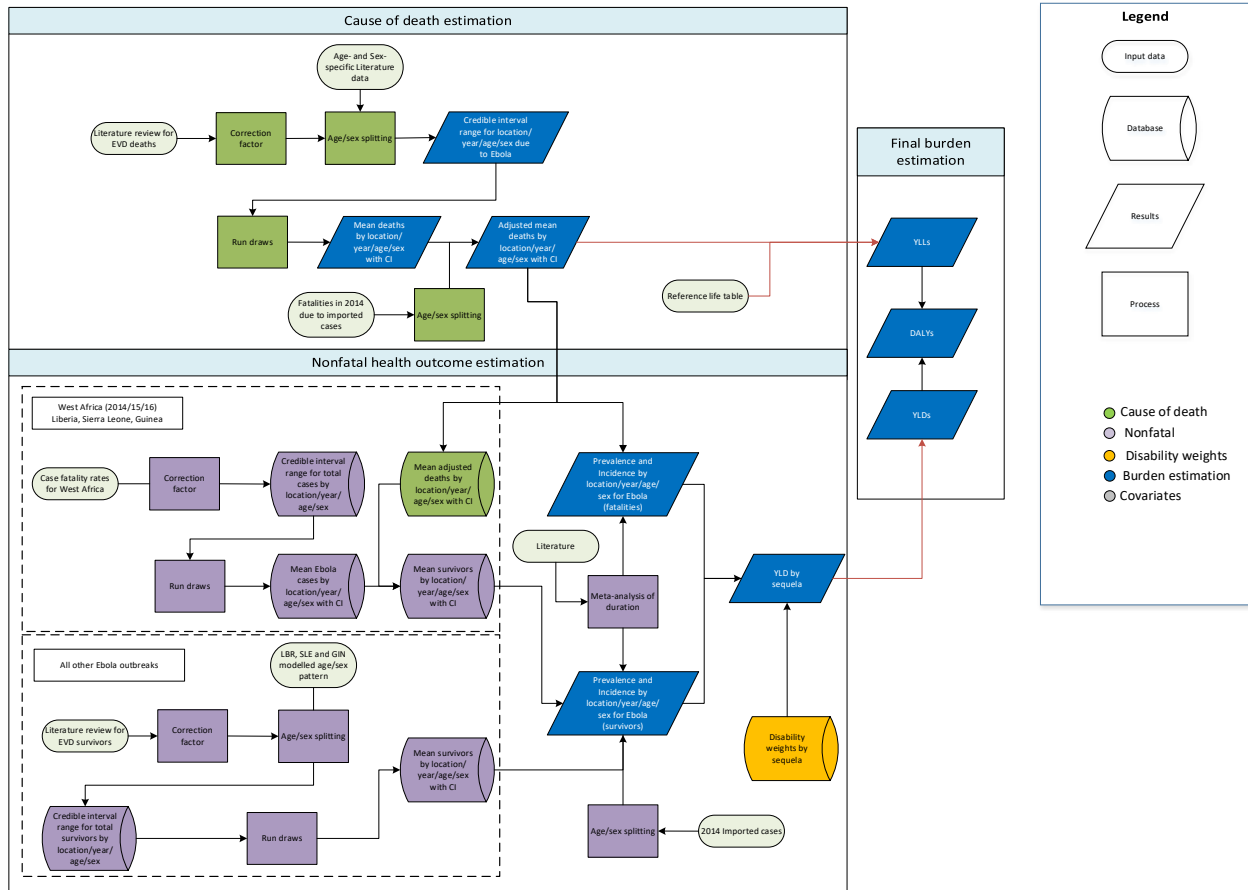 Cause of death estimation
Age- and Sex-
specific Literature
data
Literature review for
EVD deaths
Correction
factor
Age/sex splitting
Credible interval
range for location/
year/age/sex due
to Ebola
Run draws
Mean deaths
by location/
year/age/sex
with CI
Adjusted mean
deaths by
location/year/
age/sex with CI
Fatalities in 2014
due to imported
cases
Age/sex splitting
Reference life table
Final burden
estimation
YLLs
DALYs
YLDs
Nonfatal health outcome estimation
West Africa (2014/15/16)
Liberia, Sierra Leone, Guinea
Case fatality rates
for West Africa
Correction
factor
Credible interval
range for total
cases by
location/year/
age/sex
Mean adjusted
deaths by
location/year/
age/sex with CI
Run draws
Mean Ebola
cases by
location/year/
age/sex with CI
Mean survivors
by location/
year/age/sex
with CI
Prevalence and
Incidence by
location/year/age/
sex for Ebola
(fatalities)
Literature
Meta-analysis of
duration
YLD by
sequela
All other Ebola outbreaks
LBR, SLE and GIN
modelled age/sex
pattern
Literature review for
EVD survivors
Correction
factor
Age/sex splitting
Mean survivors
by location/
year/age/sex
with CI
Prevalence and
Incidence by
location/year/age/
sex for Ebola
(survivors)
Disability
weights by
sequela
Credible interval
range for total
survivors by
location/year/
age/sex
Run draws
Age/sex splitting
2014 Imported cases
Legend
Input data
Database
Results
Process
Cause of death
Nonfatal
Disability weights
Burden estimation
Covariates